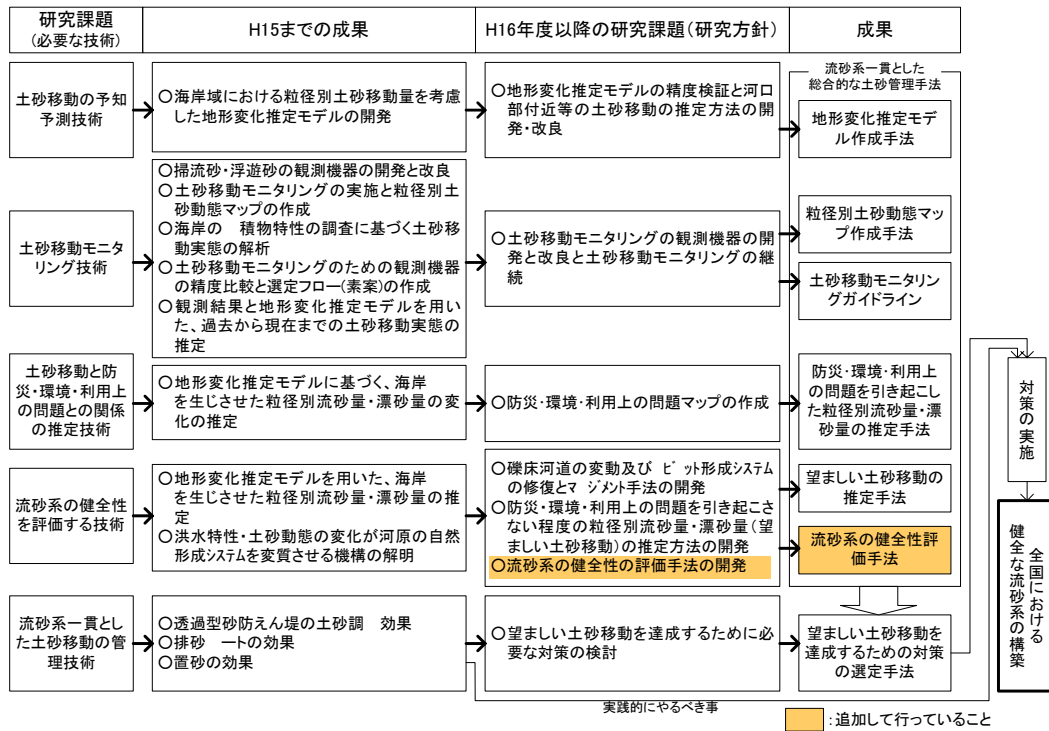 研究課題
(必要な技術)
H15までの成果
H16年度以降の研究課題(研究方針)
成果
土砂移動の予知
予測技術
○海岸域における粒径別土砂移動量を考慮
した地形変化推定モデルの開発
○地形変化推定モデルの精度検証と河口
部付近等の土砂移動の推定方法の開
発・改良
流砂系一貫とした
総合的な土砂管理手法
地形変化推定モデ
ル作成手法
土砂移動モニタ
リング技術
○掃流砂・浮遊砂の観測機器の開発と改良
○土砂移動モニタリングの実施と粒径別土
砂動態マップの作成
○海岸の 積物特性の調査に基づく土砂移
動実態の解析
○土砂移動モニタリングのための観測機器
の精度比較と選定フロー(素案)の作成
○観測結果と地形変化推定モデルを用い
た、過去から現在までの土砂移動実態の
推定
○土砂移動モニタリングの観測機器の開
発と改良と土砂移動モニタリングの継
続
粒径別土砂動態マッ
プ作成手法
土砂移動モニタリン
グガイドライン
土砂移動と防
災・環境・利用上
の問題との関係
の推定技術
○地形変化推定モデルに基づく、海岸
を生じさせた粒径別流砂量・漂砂量の変
化の推定
○防災・環境・利用上の問題マップの作成
防災・環境・利用上
の問題を引き起こし
た粒径別流砂量・漂
砂量の推定手法
流砂系の健全性
を評価する技術
○地形変化推定モデルを用いた、海岸
を生じさせた粒径別流砂量・漂砂量の推
定
○洪水特性・土砂動態の変化が河原の自然
形成システムを変質させる機構の解明
○礫床河道の変動及び ビット形成システム
の修復とマ ジメント手法の開発
○防災・環境・利用上の問題を引き起こさ
ない程度の粒径別流砂量・漂砂量(望
ましい土砂移動)の推定方法の開発
○流砂系の健全性の評価手法の開発
望ましい土砂移動の
推定手法
流砂系の健全性評
価手法
流砂系一貫とし
た土砂移動の管
理技術
○透過型砂防えん堤の土砂調 効果
○排砂 ートの効果
○置砂の効果
○望ましい土砂移動を達成するために必
要な対策の検討
望ましい土砂移動を
達成するための対策
の選定手法
対策の実施
全国における
健全な流砂系の構築
実践的にやるべき事
:追加して行っていること